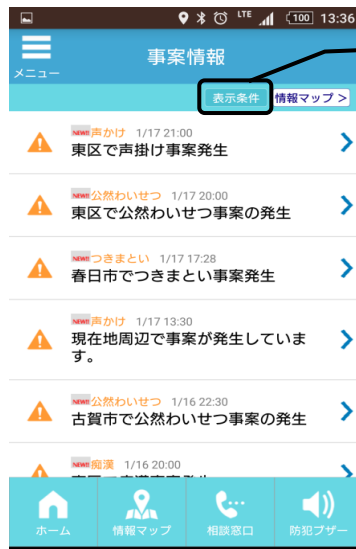 LTE 100 13:36
事案情報
メニュー
表示条件 情報マップ >
NEW!! 声かけ 1/17 21:00
東区で声掛け事案発生
NEW!! 公然わいせつ 1/17 20:00
東区で公然わいせつ事案の発生
NEW!! つきまとい 1/17 17:28
春日市でつきまとい事案発生
NEW!! 声かけ 1/17 13:30
現在地周辺で事案が発生していま
す。
NEW!! 公然わいせつ 1/16 22:30
古賀市で公然わいせつ事案の発生
NEW!! 痴漢 1/16 20:00
ホーム 情報マップ 相談窓口 防犯ブザー